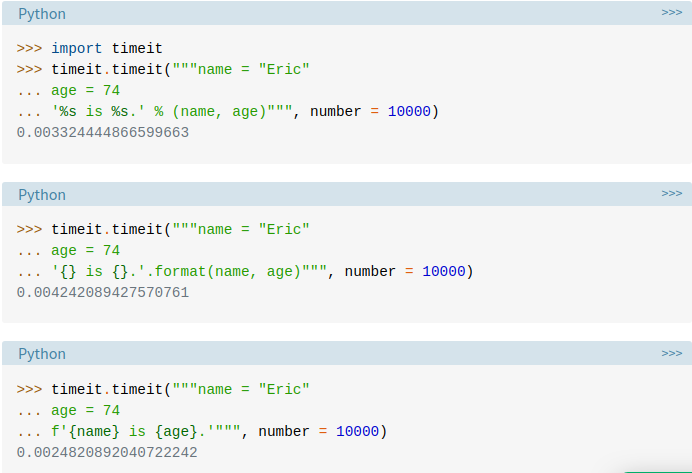 Python >>>
>>> import timeit
>>> timeit.timeit("""name = "Eric"
... age = 74
... '%s is %s.' % (name, age)""", number = 10000)
0.003324444866599663
Python >>>
>>> timeit.timeit("""name = "Eric"
... age = 74
... '{} is {}.'.format(name, age)""", number = 10000)
0.004242089427570761
Python >>>
>>> timeit.timeit("""name = "Eric"
... age = 74
... f'{name} is {age}.'""", number = 10000)
0.0024820892040722242